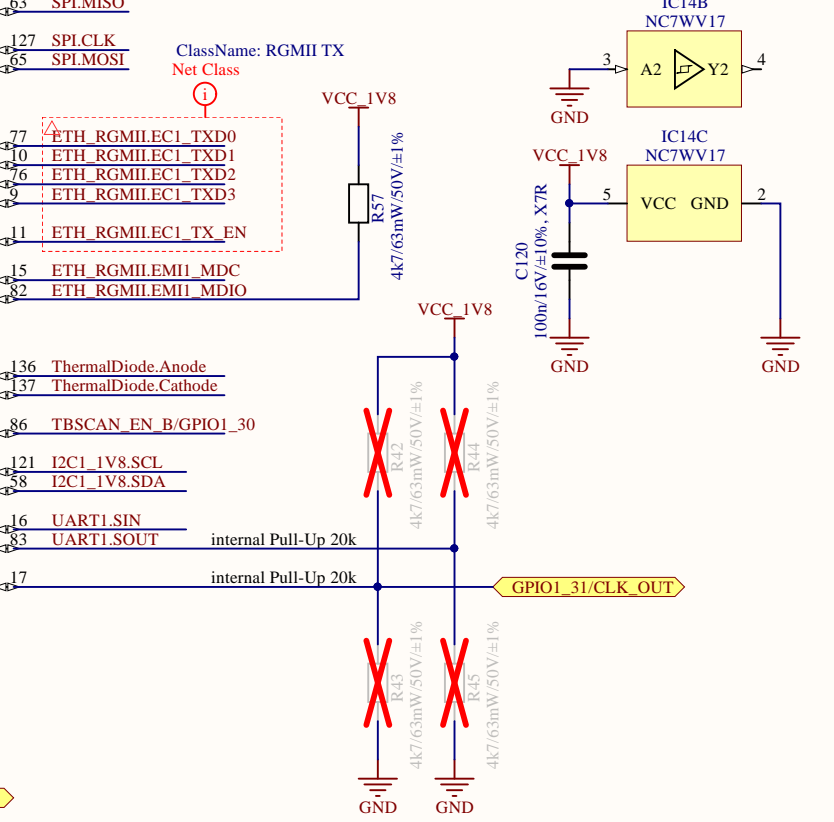 63 SPI.MISO
127 SPI.CLK
65 SPI.MOSI
ClassName: RGMII TX
Net Class
i
77 ETH_RGMII.EC1_TXD0
10 ETH_RGMII.EC1_TXD1
76 ETH_RGMII.EC1_TXD2
9 ETH_RGMII.EC1_TXD3
11 ETH_RGMII.EC1_TX_EN
15 ETH_RGMII.EMI1_MDC
82 ETH_RGMII.EMI1_MDIO
VCC_1V8
R57
4k7/63mW/50V/±1%
IC14B
NC7WV17
3 A2 Y2 4
GND
IC14C
NC7WV17
VCC_1V8
5 VCC GND 2
C120
100n/16V/±10%, X7R
GND
GND
136 ThermalDiode.Anode
137 ThermalDiode.Cathode
86 TBSCAN_EN_B/GPIO1_30
121 I2C1_1V8.SCL
58 I2C1_1V8.SDA
16 UART1.SIN
83 UART1.SOUT internal Pull-Up 20k
17 internal Pull-Up 20k
GPIO1_31/CLK_OUT
VCC_1V8
R42
4k7/63mW/50V/±1%
R44
4k7/63mW/50V/±1%
R43
4k7/63mW/50V/±1%
R45
4k7/63mW/50V/±1%
GND
GND